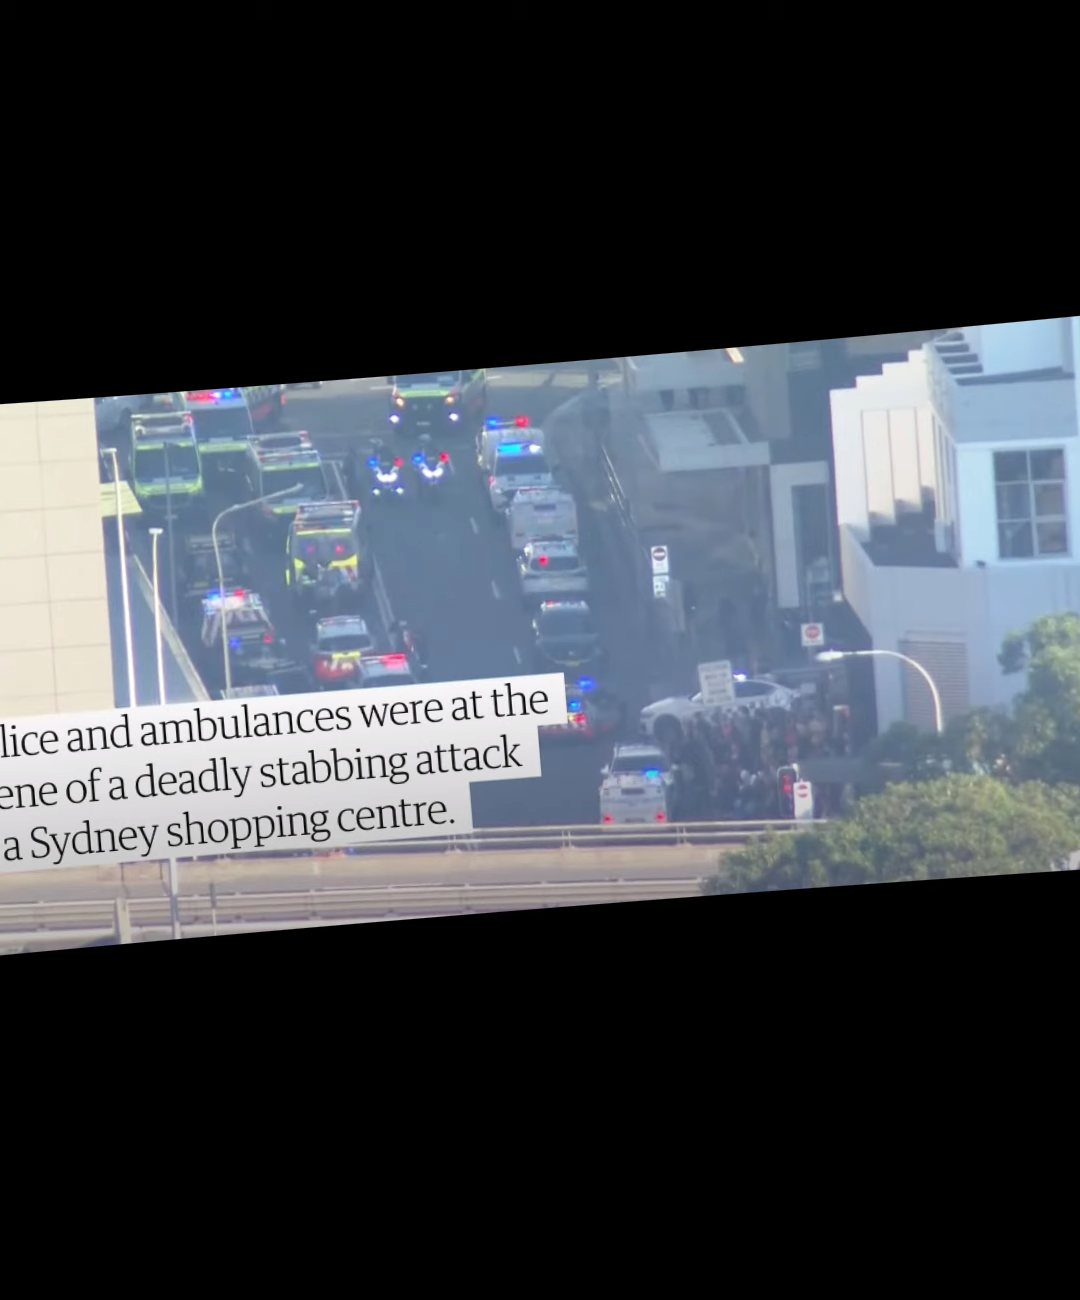 lice and ambulances were at the
ene of a deadly stabbing attack
a Sydney shopping centre.